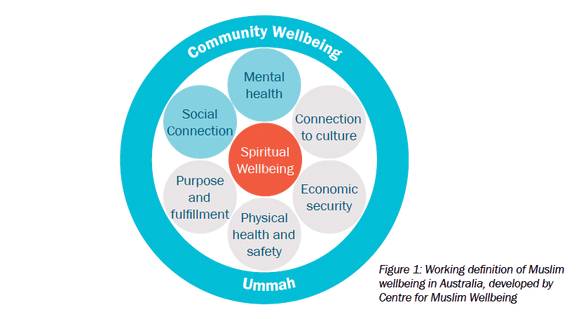 Community Wellbeing
Mental
health
Social
Connection
Connection
to culture
Spiritual
Wellbeing
Purpose
and
fulfillment
Economic
security
Physical
health and
safety
Ummah
Figure 1: Working definition of Muslim
wellbeing in Australia, developed by
Centre for Muslim Wellbeing